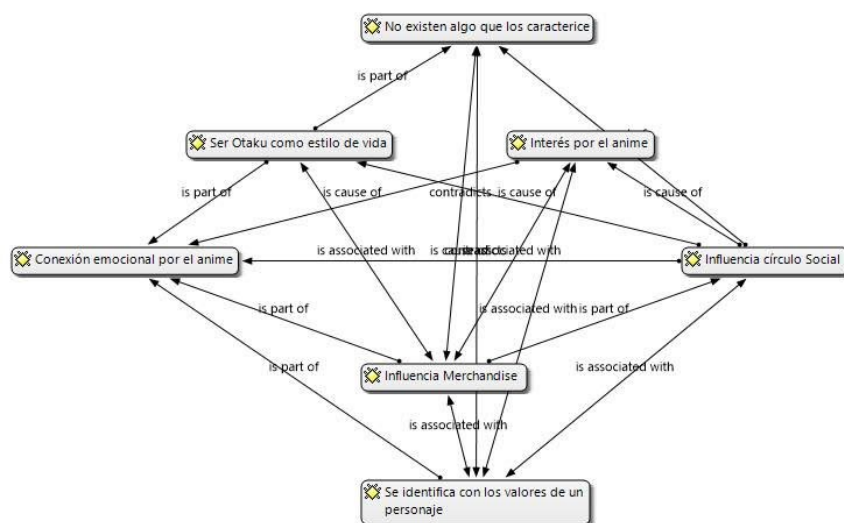 No existen algo que los caracterice
is part of
Ser Otaku como estilo de vida
Interés por el anime
is part of
is cause of
contradicts
is cause of
is cause of
Conexión emocional por el anime
is associated with
is associated with
Influencia círculo Social
is part of
is associated with
is part of
Influencia Merchandise
is part of
is associated with
is associated with
Se identifica con los valores de un
personaje